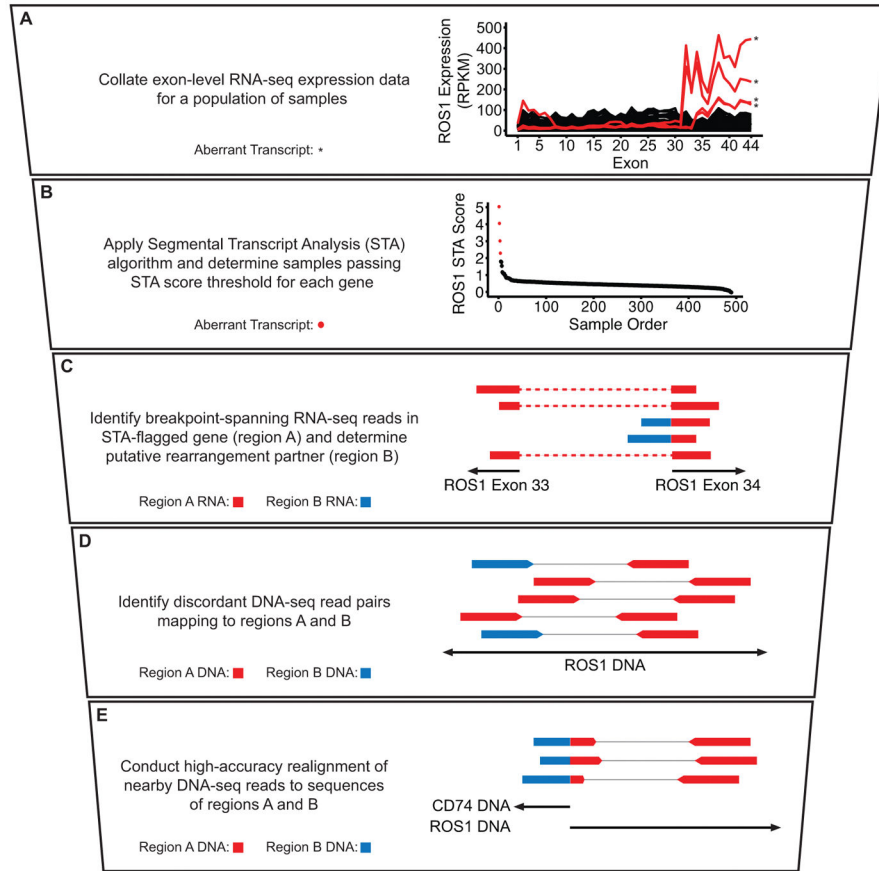 A
Collate exon-level RNA-seq expression data
for a population of samples
Aberrant Transcript: *
ROS1 Expression
(RPKM)
500
400
300
200
100
0
*
*
*
*
1 5 10 15 20 25 30 35 40 44
Exon
B
Apply Segmental Transcript Analysis (STA)
algorithm and determine samples passing
STA score threshold for each gene
Aberrant Transcript:
ROS1 STA Score
5
4
3
2
1
0
0 100 200 300 400 500
Sample Order
C
Identify breakpoint-spanning RNA-seq reads in
STA-flagged gene (region A) and determine
putative rearrangement partner (region B)
Region A RNA: Region B RNA:
ROS1 Exon 33 ROS1 Exon 34
D
Identify discordant DNA-seq read pairs
mapping to regions A and B
Region A DNA: Region B DNA:
ROS1 DNA
E
Conduct high-accuracy realignment of
nearby DNA-seq reads to sequences
of regions A and B
Region A DNA: Region B DNA:
CD74 DNA
ROS1 DNA